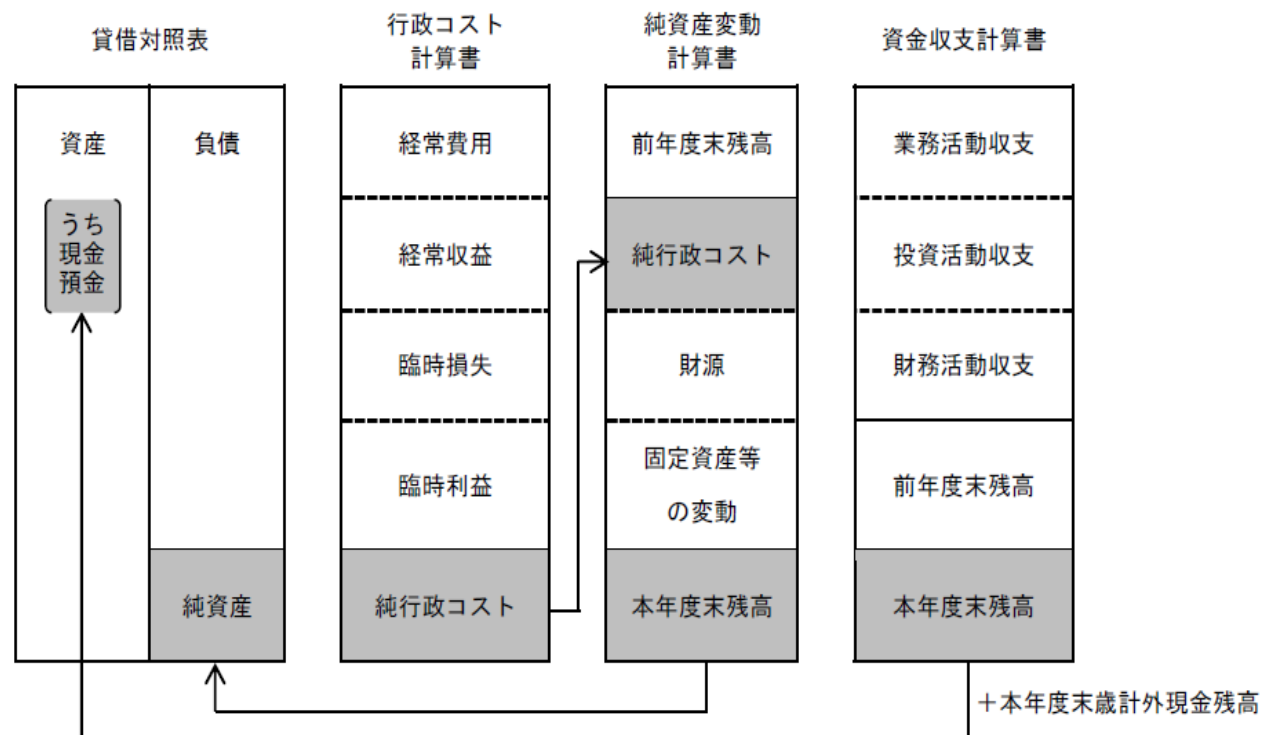 貸借対照表
行政コスト
計算書
純資産変動
計算書
資金収支計算書
資産
負債
うち
現金
預金
純資産
経常費用
経常収益
臨時損失
臨時利益
純行政コスト
前年度末残高
純行政コスト
財源
固定資産等
の変動
本年度末残高
業務活動収支
投資活動収支
財務活動収支
前年度末残高
本年度末残高
＋本年度末歳計外現金残高